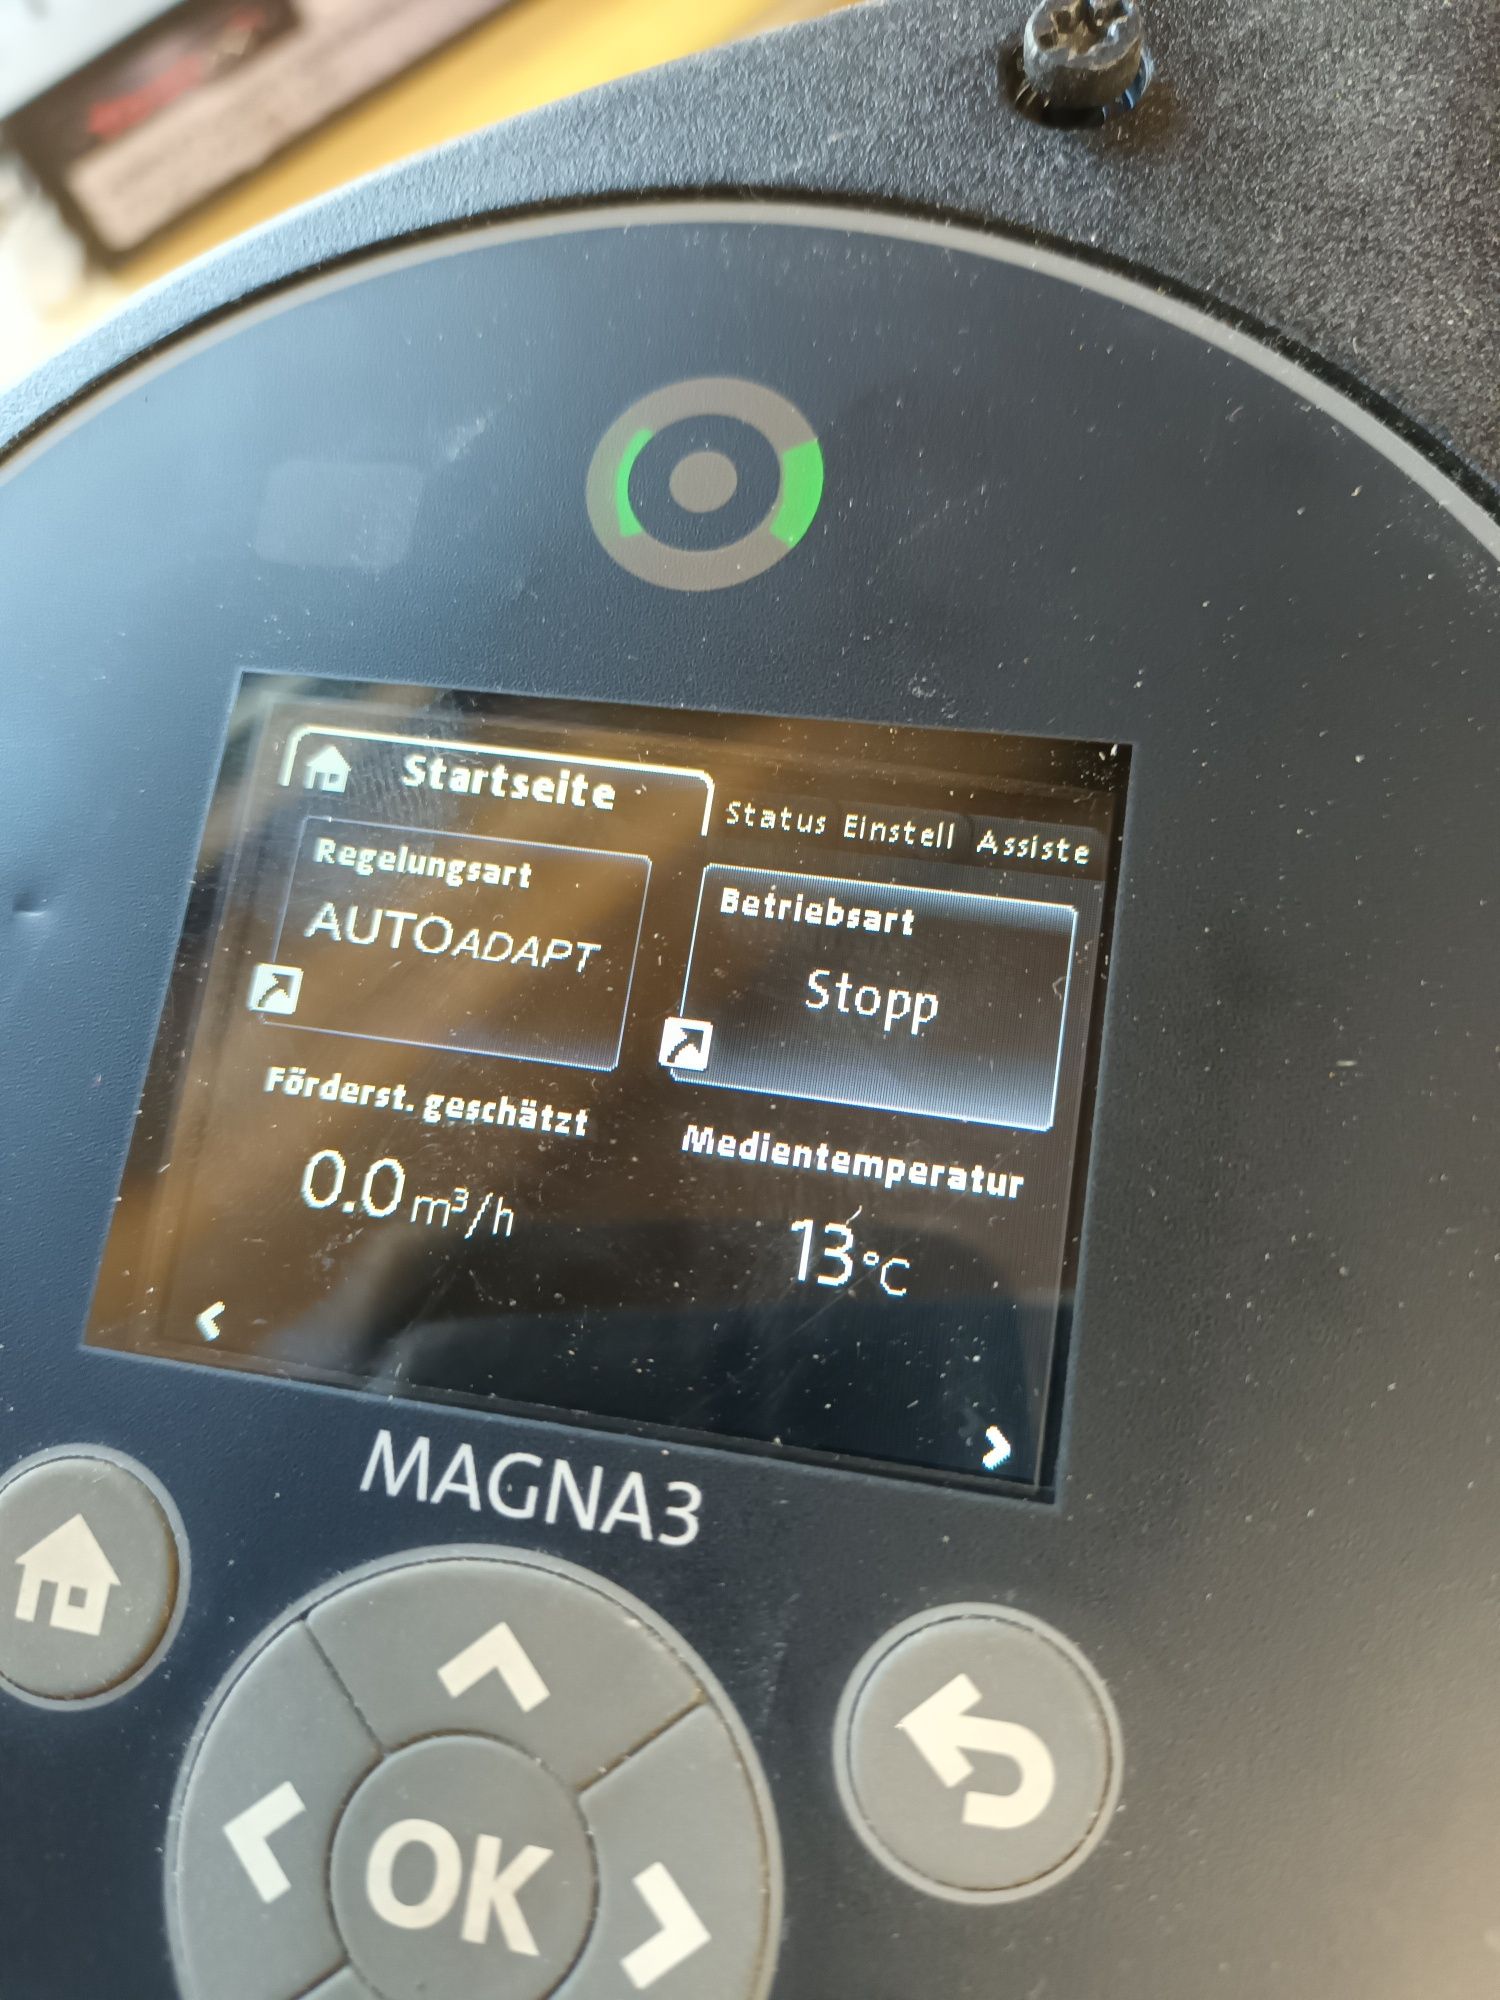 Startseite
Status Einstell Assiste
Regelungsart
AUTOADAPT
Betriebsart
Stopp
Förderst. geschätzt
0.0 m³/h
Medientemperatur
13°C
MAGNA3
OK